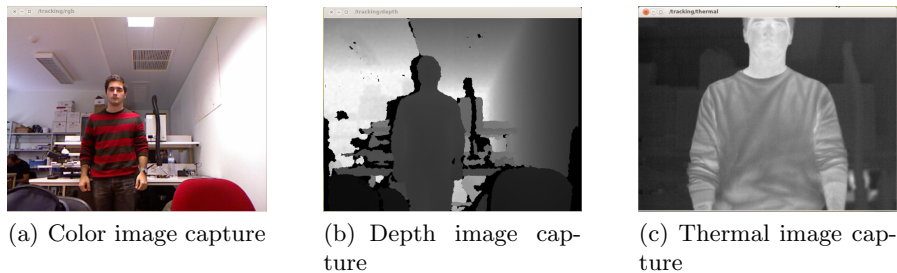 /tracking/rgb
/tracking/depth
/tracking/thermal
(a) Color image capture
(b) Depth image cap-
ture
(c) Thermal image cap-
ture